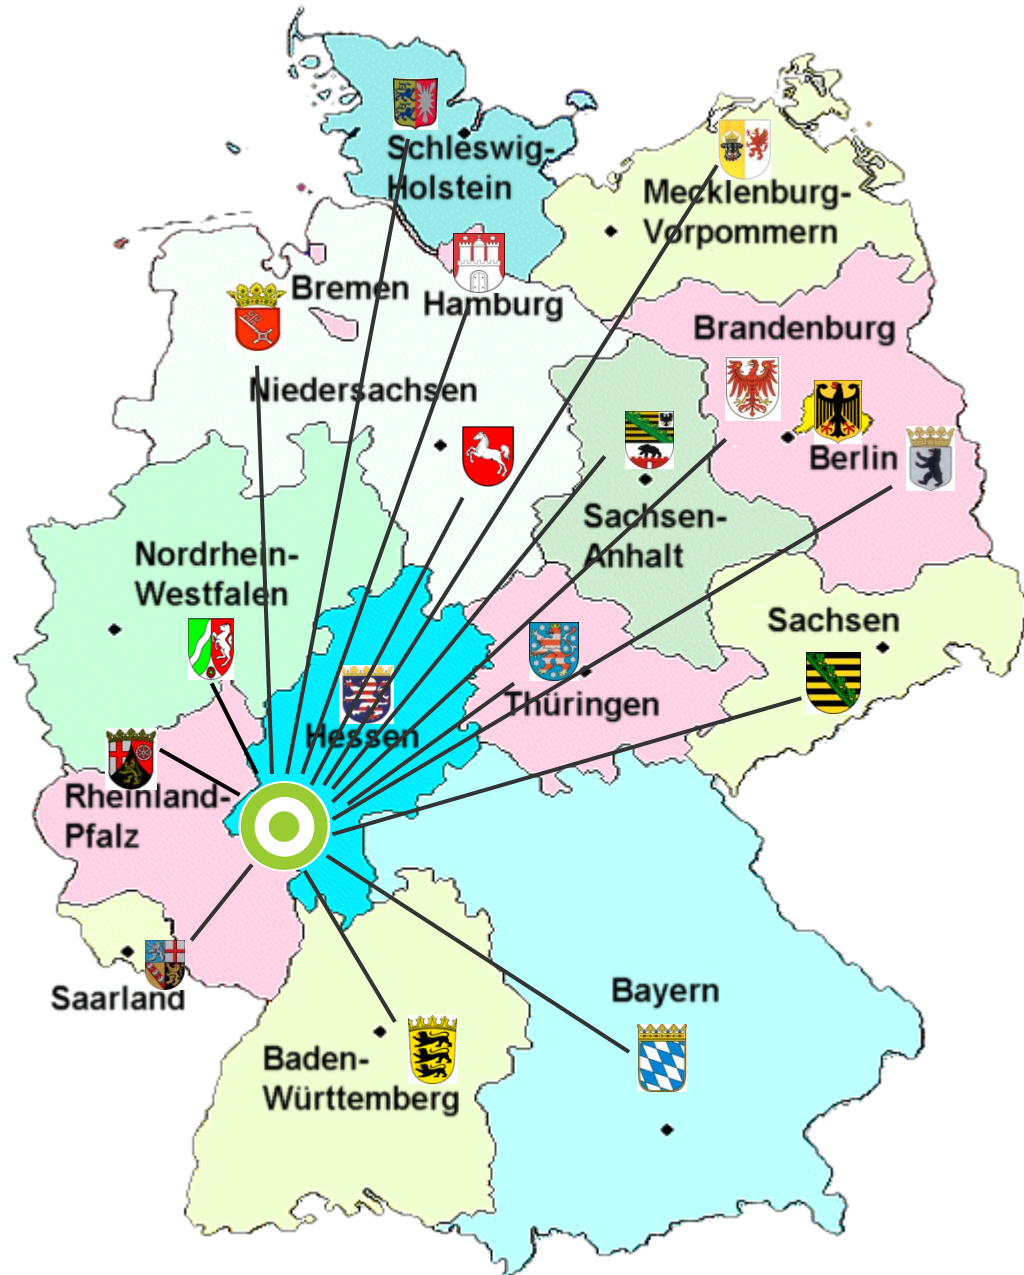 Schleswig-
Holstein
Mecklenburg-
Vorpommern
Bremen
Hamburg
Brandenburg
Niedersachsen
Berlin
Sachsen-
Anhalt
Nordrhein-
Westfalen
Sachsen
Thüringen
Hessen
Rheinland-
Pfalz
Saarland
Bayern
Baden-
Württemberg